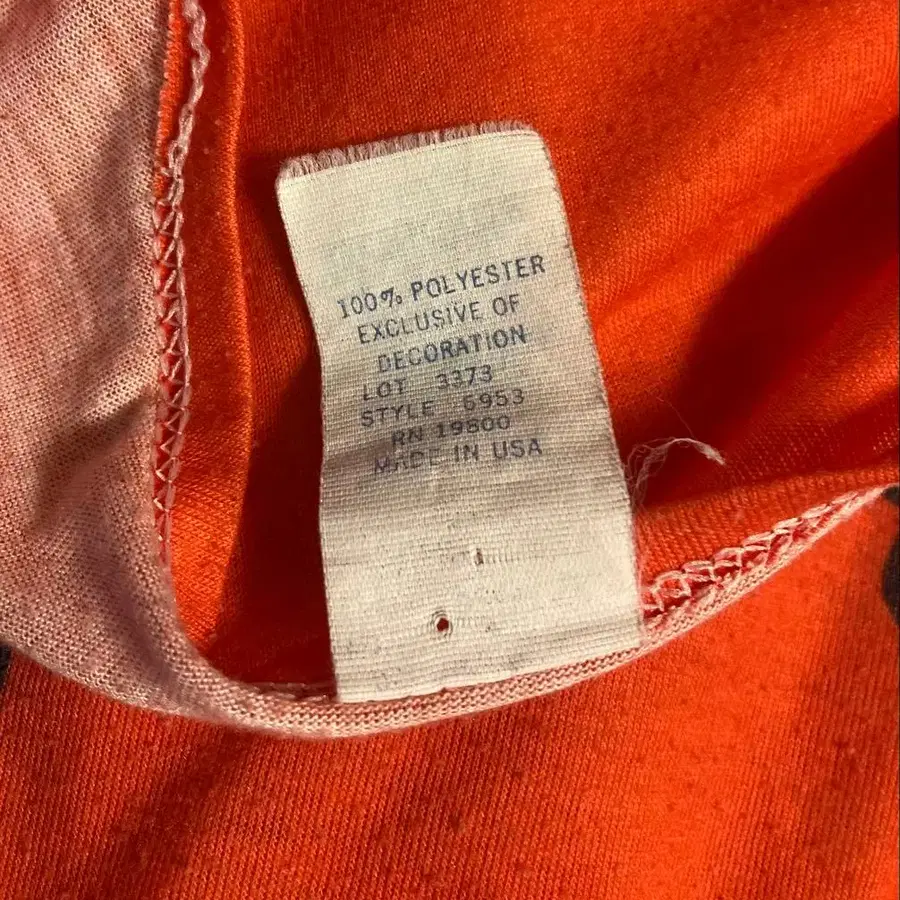 100% POLYESTER
EXCLUSIVE OF
DECORATION
LOT 3373
STYLE 6953
RN 19800
MADE IN USA